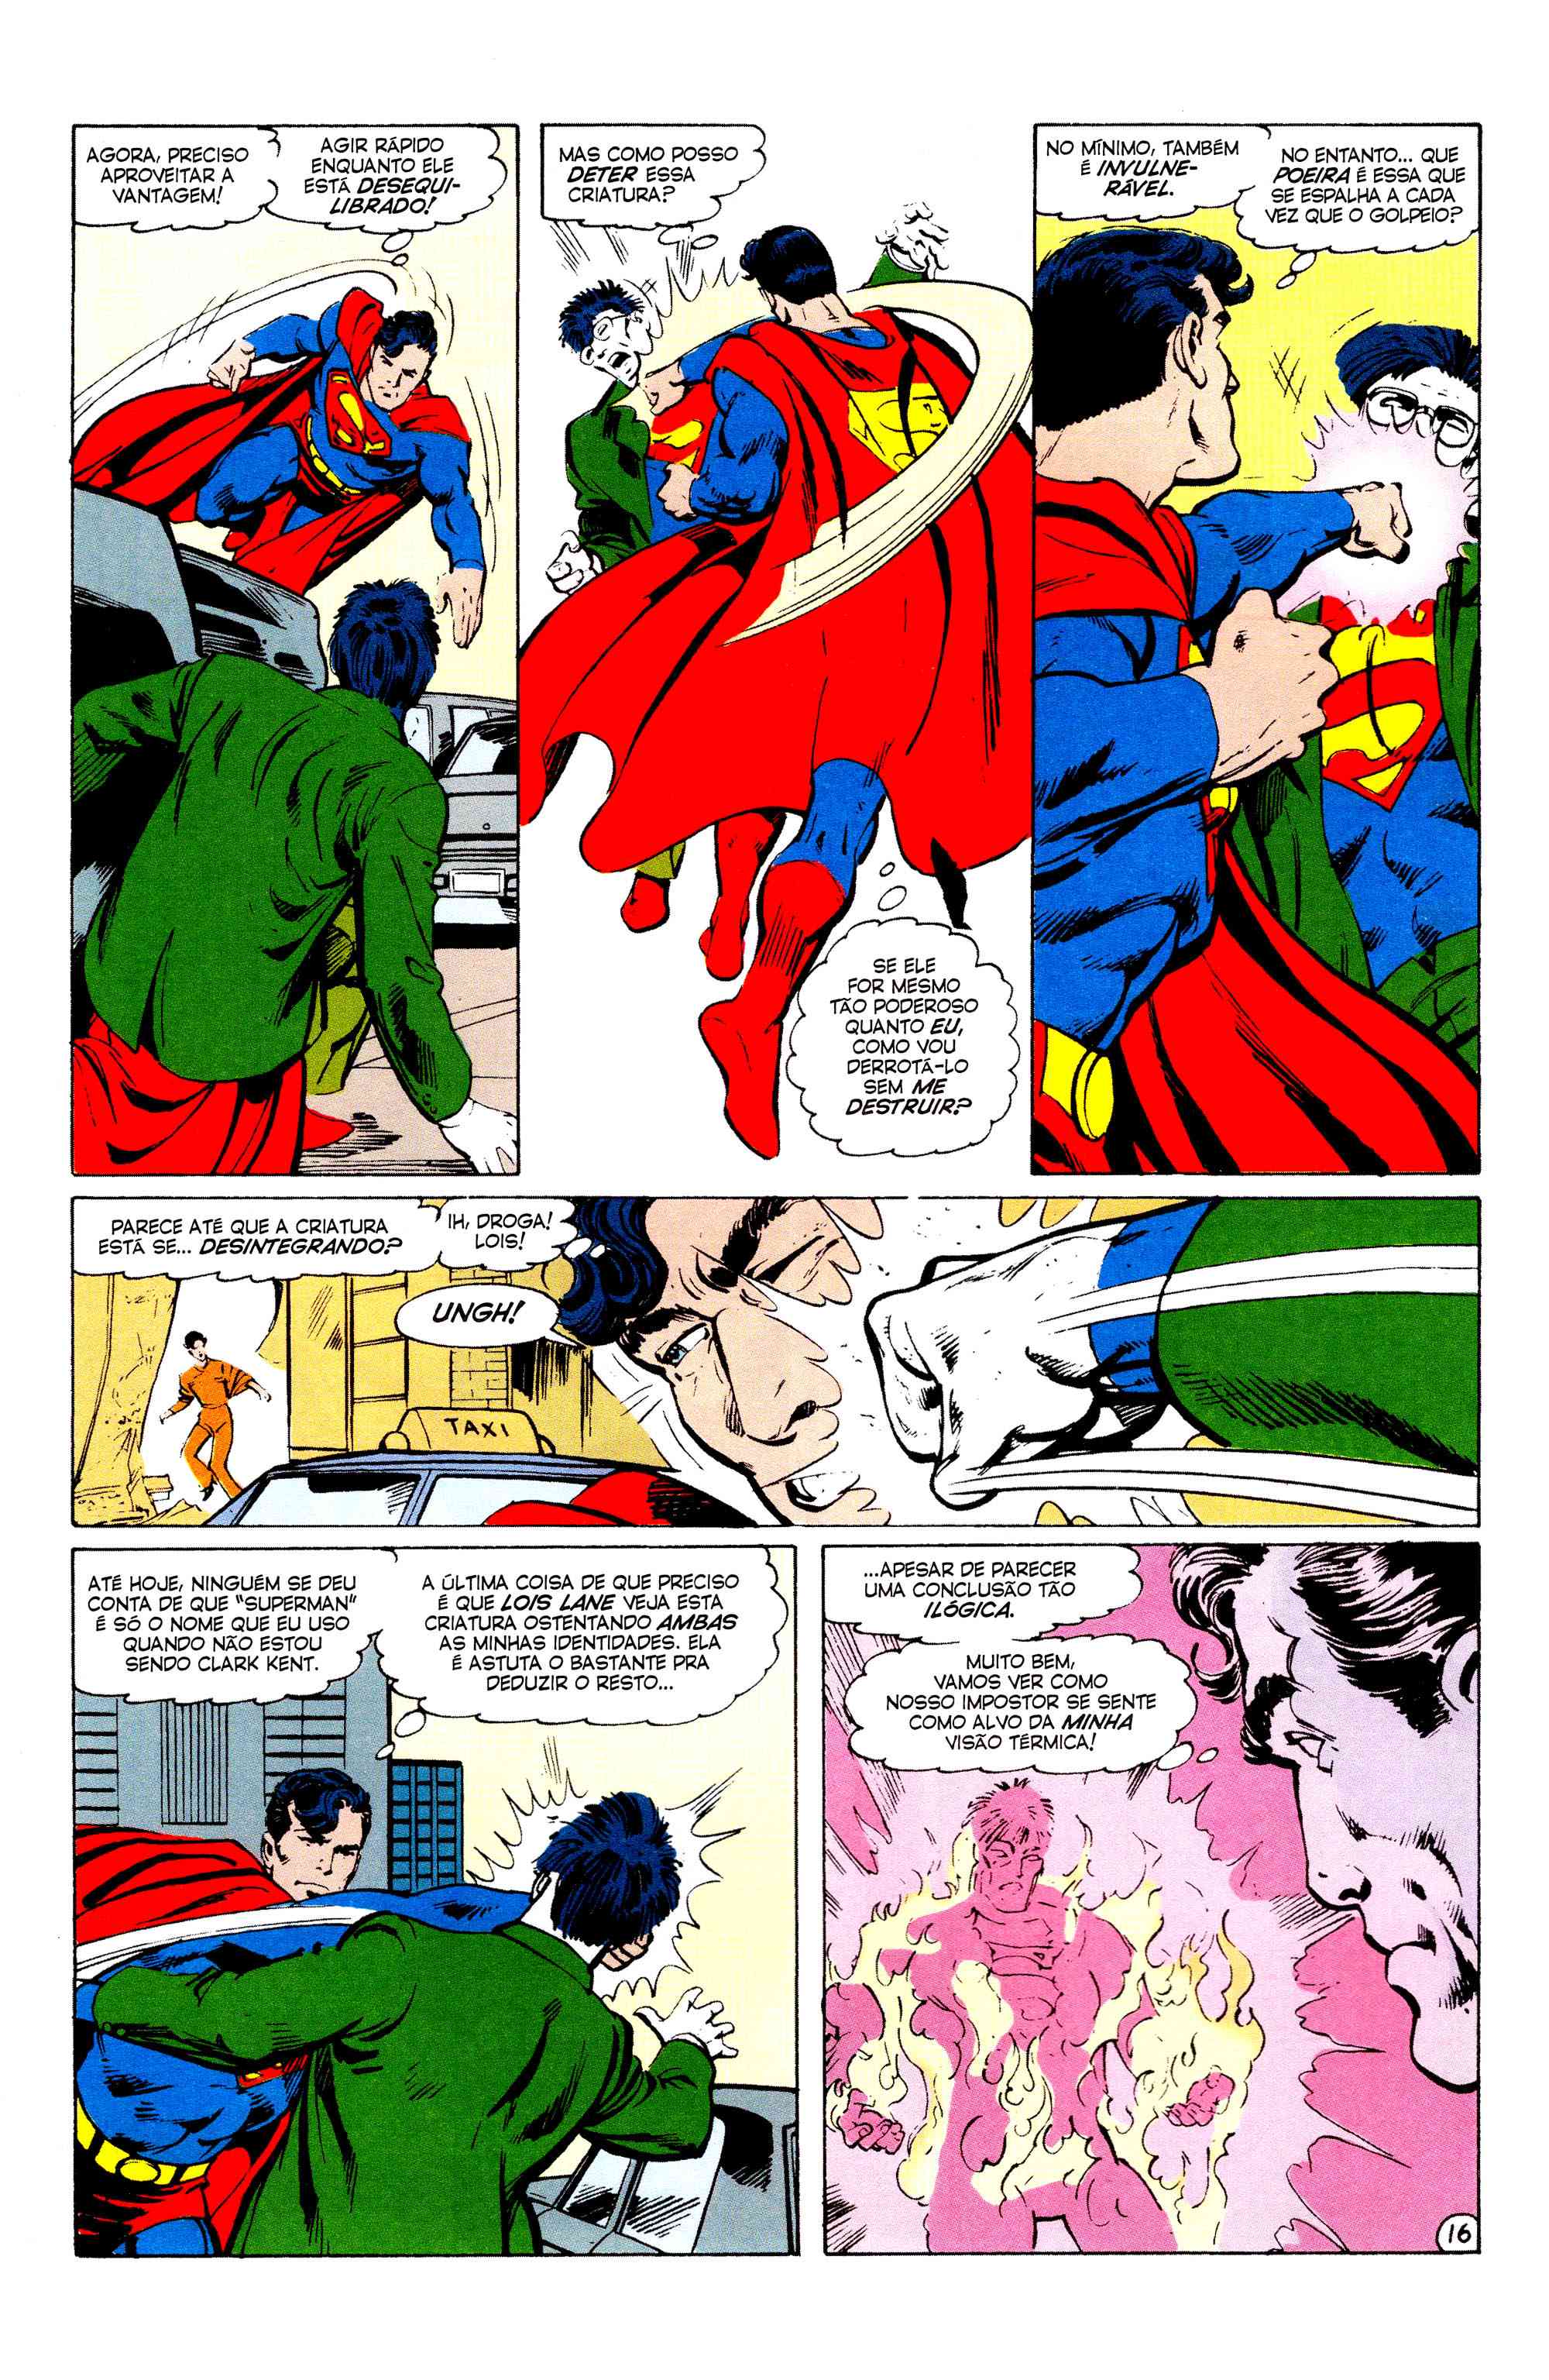 AGORA, PRECISO
APROVEITAR A
VANTAGEM!
AGIR RÁPIDO
ENQUANTO ELE
ESTÁ DESEQUI-
LIBRADO!
MAS COMO POSSO
DETER ESSA
CRIATURA?
SE ELE
FOR MESMO
TÃO PODEROSO
QUANTO EU,
COMO VOU
DERROTÁ-LO
SEM ME
DESTRUIR?
NO MÍNIMO, TAMBÉM
É INVULNE-
RÁVEL.
NO ENTANTO... QUE
POEIRA É ESSA QUE
SE ESPALHA A CADA
VEZ QUE O GOLPEIO?
PARECE ATÉ QUE A CRIATURA
ESTÁ SE... DESINTEGRANDO?
IH, DROGA!
LOIS!
UNGH!
TAXI
ATÉ HOJE, NINGUÉM SE DEU
CONTA DE QUE "SUPERMAN"
É SÓ O NOME QUE EU USO
QUANDO NÃO ESTOU
SENDO CLARK KENT.
A ÚLTIMA COISA DE QUE PRECISO
É QUE LOIS LANE VEJA ESTA
CRIATURA OSTENTANDO AMBAS
AS MINHAS IDENTIDADES. ELA
É ASTUTA O BASTANTE PRA
DEDUZIR O RESTO...
...APESAR DE PARECER
UMA CONCLUSÃO TÃO
ILÓGICA.
MUITO BEM,
VAMOS VER COMO
NOSSO IMPOSTOR SE SENTE
COMO ALVO DA MINHA
VISÃO TÉRMICA!
16